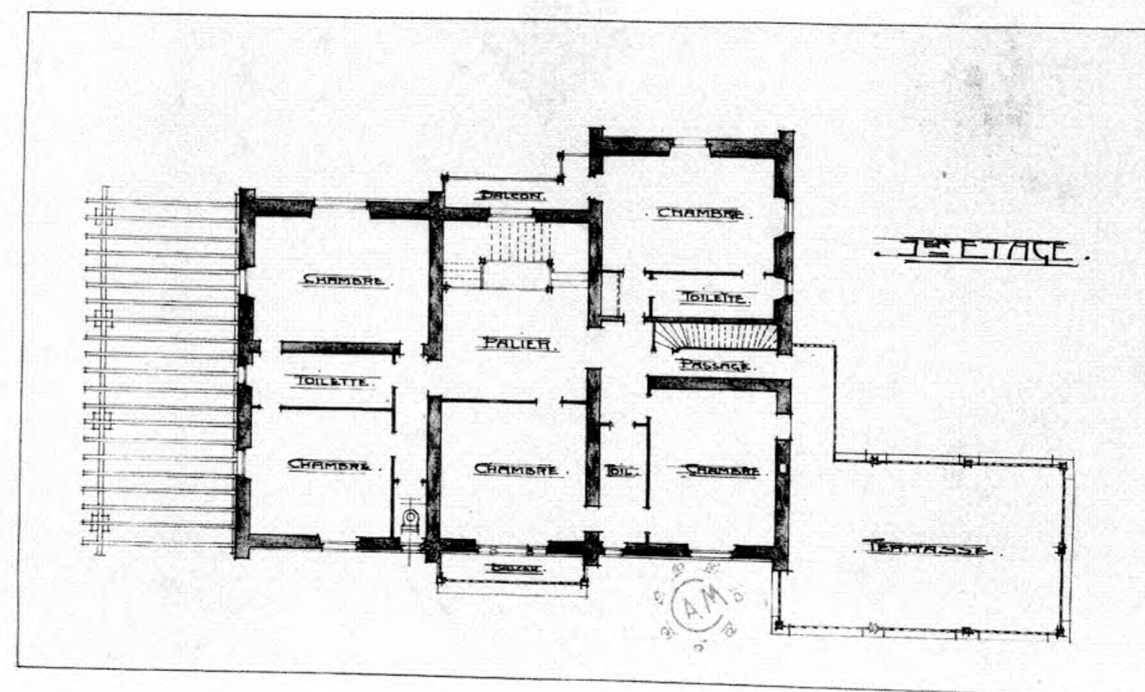 BALCON.
CHAMBRE.
1ER ETAGE.
CHAMBRE.
TOILETTE.
PALIER.
PASSAGE.
TOILETTE.
CHAMBRE.
CHAMBRE.
TOIL.
CHAMBRE.
TERRASSE.
BALCON.
AM